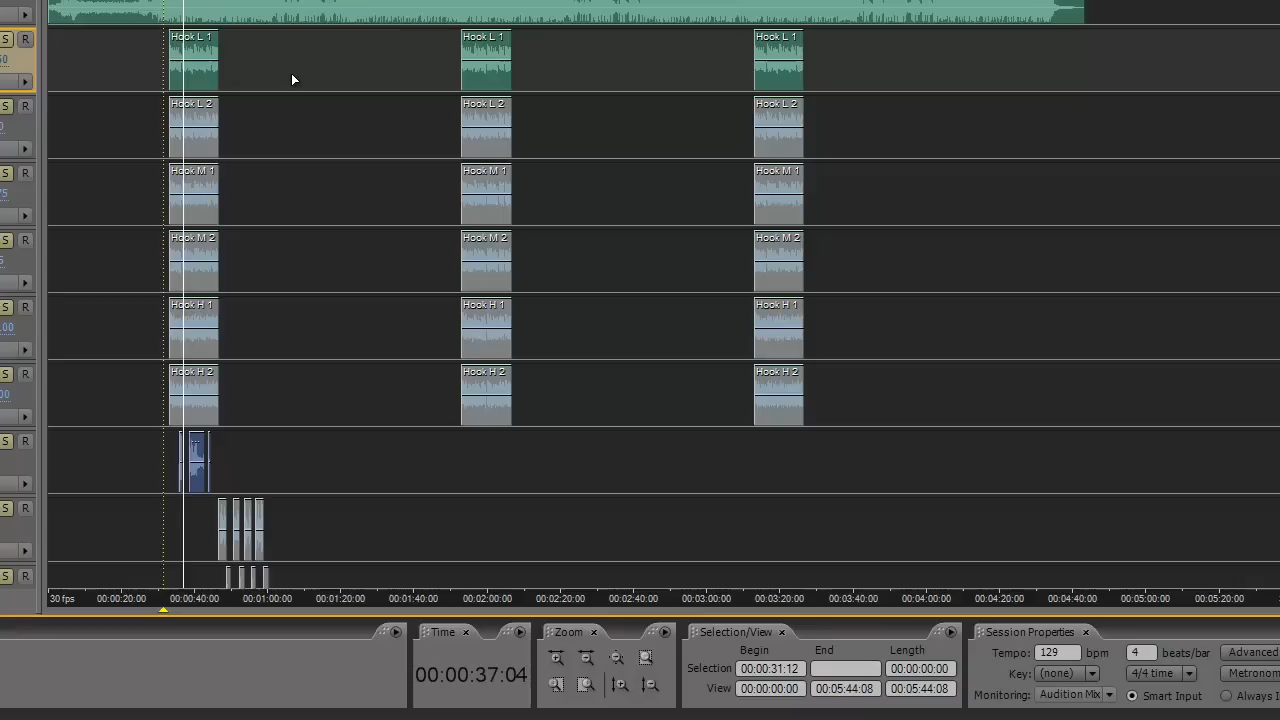 S R
50
Hook L 1 Hook L 1 Hook L 1
S R
0
Hook L 2 Hook L 2 Hook L 2
S R
75
Hook M 1 Hook M 1 Hook M 1
S R
5
Hook M 2 Hook M 2 Hook M 2
S R
.00
Hook H 1 Hook H 1 Hook H 1
S R
00
Hook H 2 Hook H 2 Hook H 2
S R
...
S R
S R
30 fps 00:00:20:00 00:00:40:00 00:01:00:00 00:01:20:00 00:01:40:00 00:02:00:00 00:02:20:00 00:02:40:00 00:03:00:00 00:03:20:00 00:03:40:00 00:04:00:00 00:04:20:00 00:04:40:00 00:05:00:00 00:05:20:00
Time × Zoom × Selection/View × Session Properties ×
00:00:37:04
Begin End Length
Selection 00:00:31:12 00:00:00:00
View 00:00:00:00 00:05:44:08 00:05:44:08
Tempo: 129 bpm 4 beats/bar Advanced
Key: (none) 4/4 time Metronom
Monitoring: Audition Mix Smart Input Always I